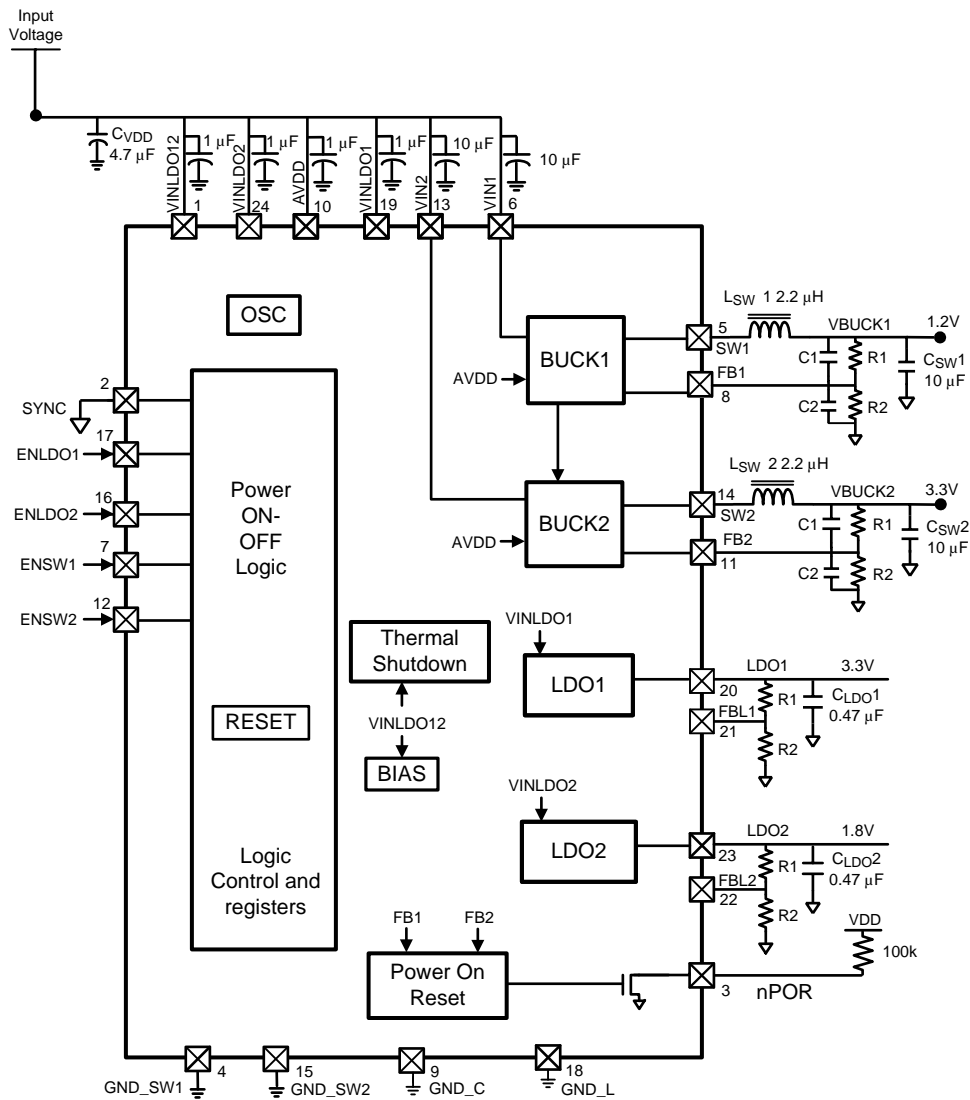 Input
Voltage
CVDD
4.7 μF
1 μF
1 μF
1 μF
1 μF
10 μF
10 μF
VINLDO12
VINLDO2
AVDD
VINLDO1
VIN2
VIN1
1
24
10
19
13
6
OSC
LSW 1 2.2 μH
VBUCK1
1.2V
5
SW1
BUCK1
C1
R1
CSW1
10 μF
AVDD
FB1
8
C2
R2
2
SYNC
17
ENLDO1
16
ENLDO2
7
ENSW1
12
ENSW2
Power
ON-
OFF
Logic
LSW 2 2.2 μH
VBUCK2
3.3V
14
SW2
BUCK2
C1
R1
CSW2
10 μF
AVDD
FB2
11
C2
R2
Thermal
Shutdown
VINLDO12
BIAS
RESET
VINLDO1
LDO1
LDO1
3.3V
20
R1
CLDO1
0.47 μF
FBL1
21
R2
VINLDO2
LDO2
LDO2
1.8V
23
R1
CLDO2
0.47 μF
FBL2
22
R2
Logic
Control and
registers
FB1
FB2
Power On
Reset
VDD
100k
3
nPOR
GND_SW1
4
15
GND_SW2
9
GND_C
18
GND_L